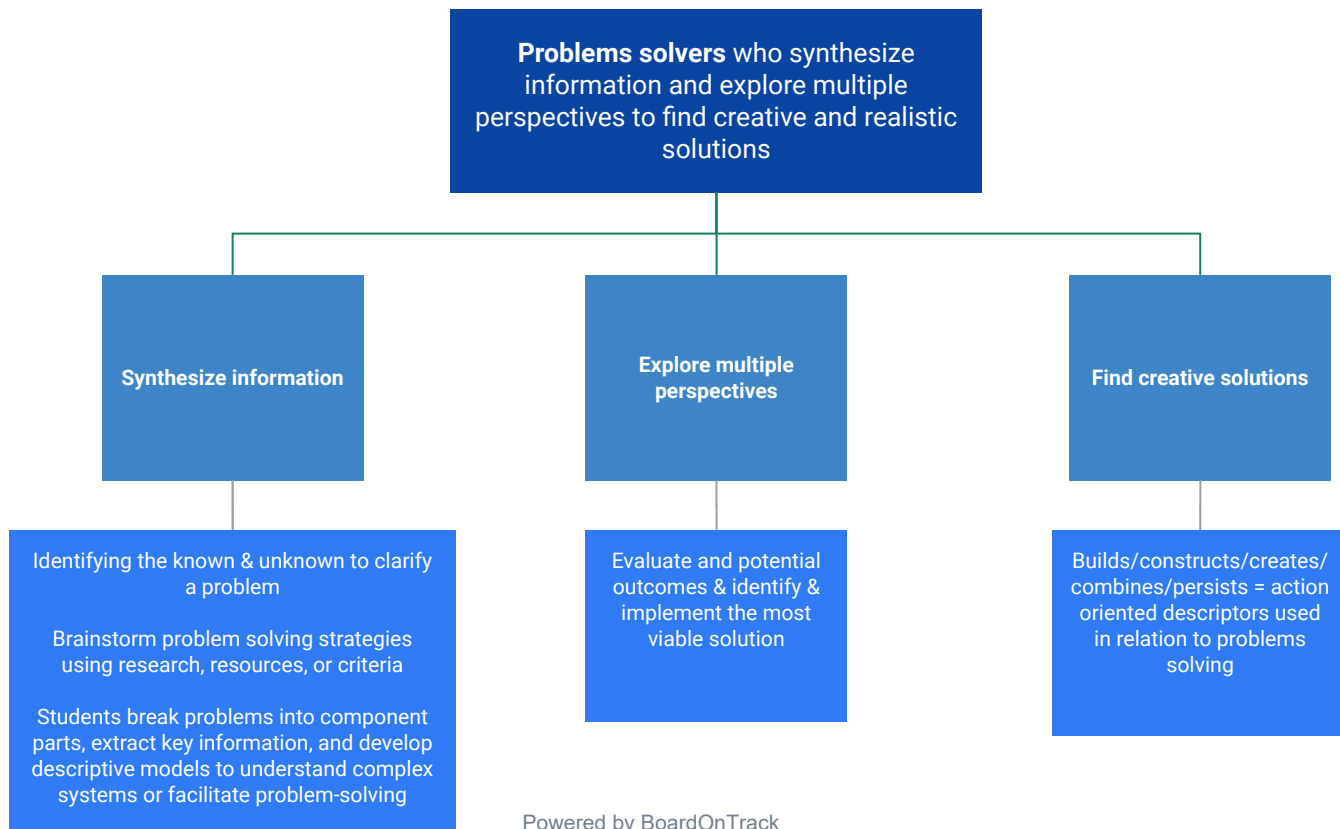 Problems solvers who synthesize
information and explore multiple
perspectives to find creative and realistic
solutions
Synthesize information
Explore multiple
perspectives
Find creative solutions
Identifying the known & unknown to clarify
a problem
Brainstorm problem solving strategies
using research, resources, or criteria
Students break problems into component
parts, extract key information, and develop
descriptive models to understand complex
systems or facilitate problem-solving
Evaluate and potential
outcomes & identify &
implement the most
viable solution
Builds/constructs/creates/
combines/persists = action
oriented descriptors used
in relation to problems
solving
Powered by BoardOnTrack